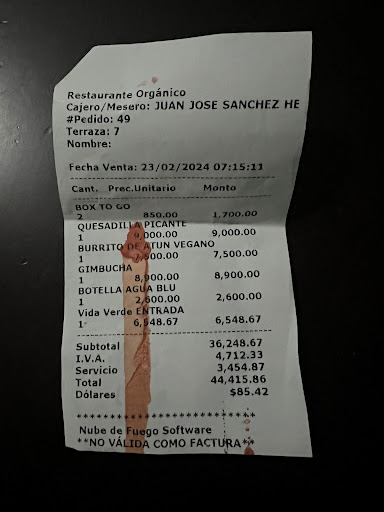 Restaurante Orgánico
Cajero/Mesero: JUAN JOSE SANCHEZ HE
#Pedido: 49
Terraza: 7
Nombre:
Fecha Venta: 23/02/2024 07:15:11
Cant. Prec.Unitario Monto
BOX TO GO
2 850.00 1,700.00
QUESADILLA PICANTE
1 9,000.00 9,000.00
BURRITO DE ATUN VEGANO
1 7,500.00 7,500.00
GIMBUCHA
1 8,900.00 8,900.00
BOTELLA AGUA BLU
1 2,600.00 2,600.00
Vida Verde ENTRADA
1 6,548.67 6,548.67
Subtotal 36,248.67
I.V.A. 4,712.33
Servicio 3,454.87
Total 44,415.86
Dólares $85.42
*******************************
Nube de Fuego Software
**NO VÁLIDA COMO FACTURA**